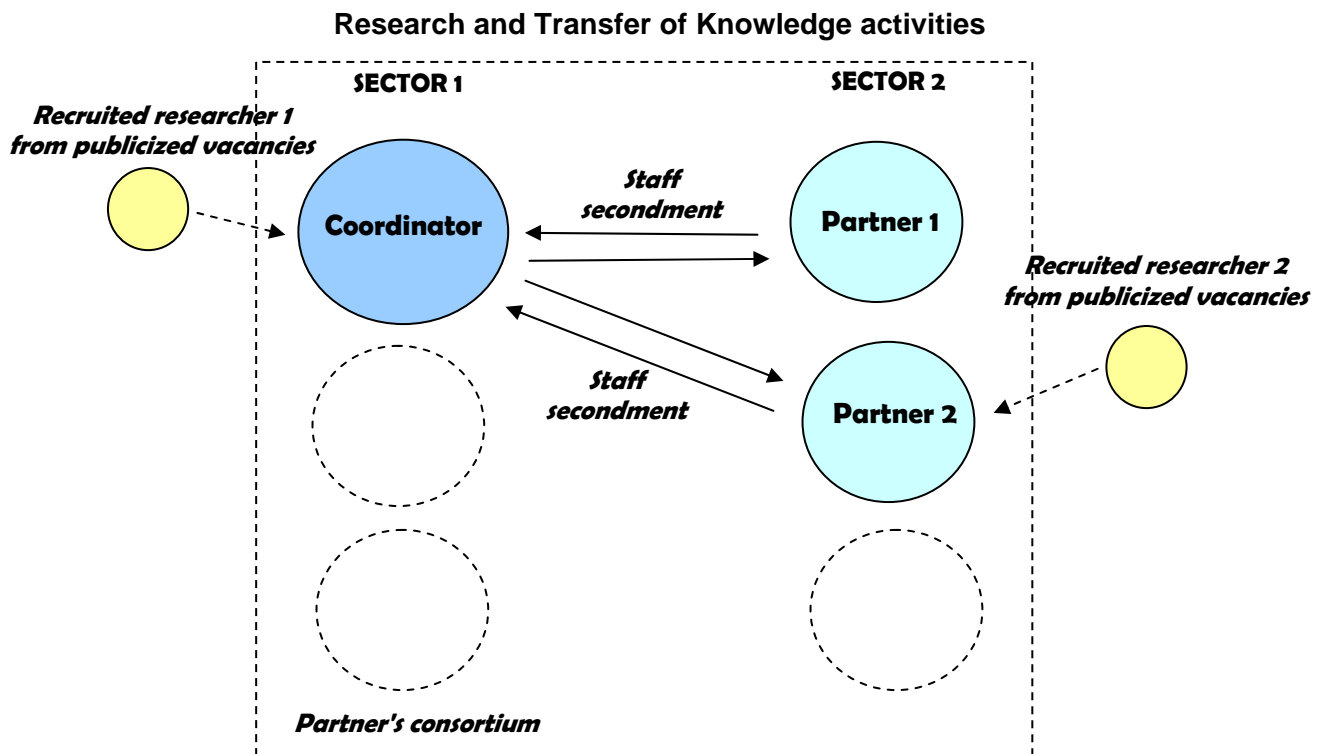 Research and Transfer of Knowledge activities
SECTOR 1
SECTOR 2
Recruited researcher 1
from publicized vacancies
Coordinator
Staff
secondment
Partner 1
Recruited researcher 2
from publicized vacancies
Staff
secondment
Partner 2
Partner's consortium